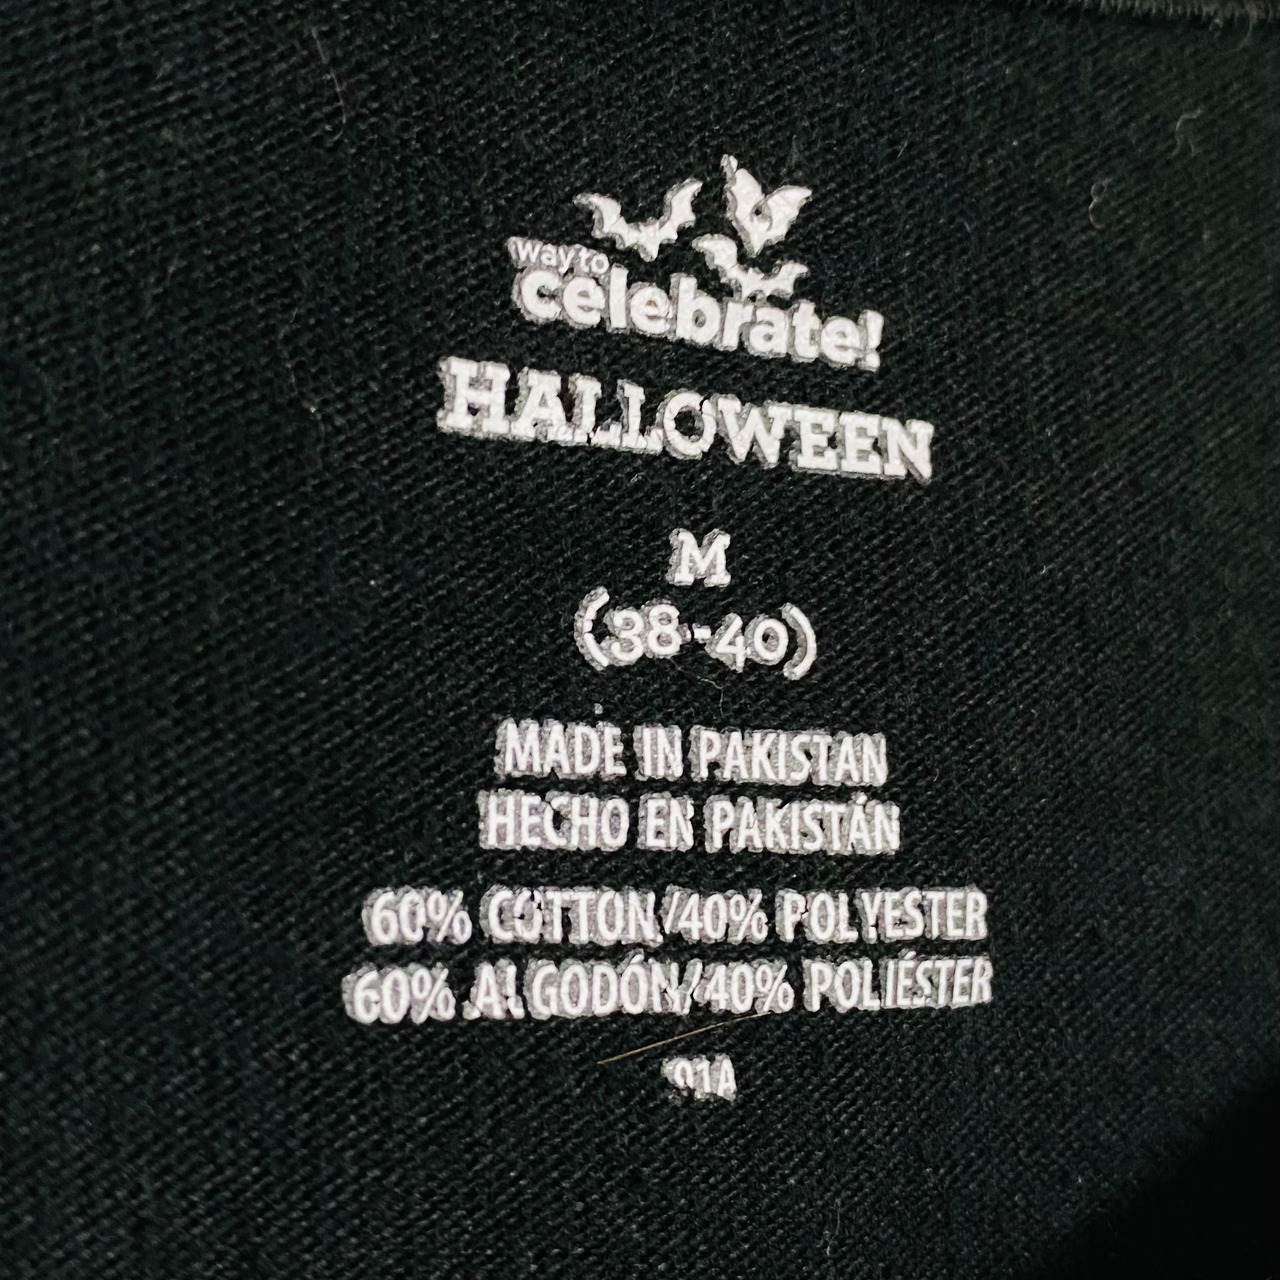 way to
celebrate!
HALLOWEEN
M
(38-40)
MADE IN PAKISTAN
HECHO EN PAKISTÁN
60% COTTON/40% POLYESTER
60% ALGODÓN/40% POLIÉSTER
01A